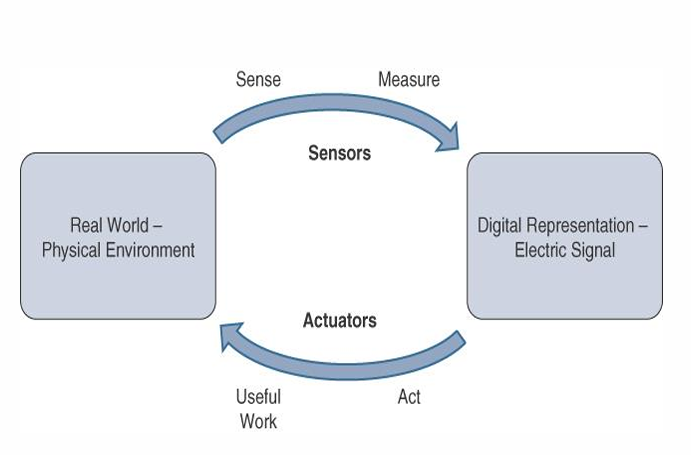 Sense
Measure
Sensors
Real World –
Physical Environment
Digital Representation –
Electric Signal
Actuators
Useful
Work
Act